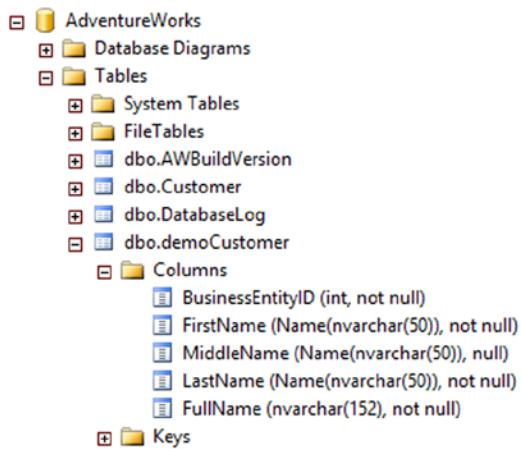 AdventureWorks
Database Diagrams
Tables
System Tables
FileTables
dbo.AWBuildVersion
dbo.Customer
dbo.DatabaseLog
dbo.demoCustomer
Columns
BusinessEntityID (int, not null)
FirstName (Name(nvarchar(50)), not null)
MiddleName (Name(nvarchar(50)), null)
LastName (Name(nvarchar(50)), not null)
FullName (nvarchar(152), not null)
Keys